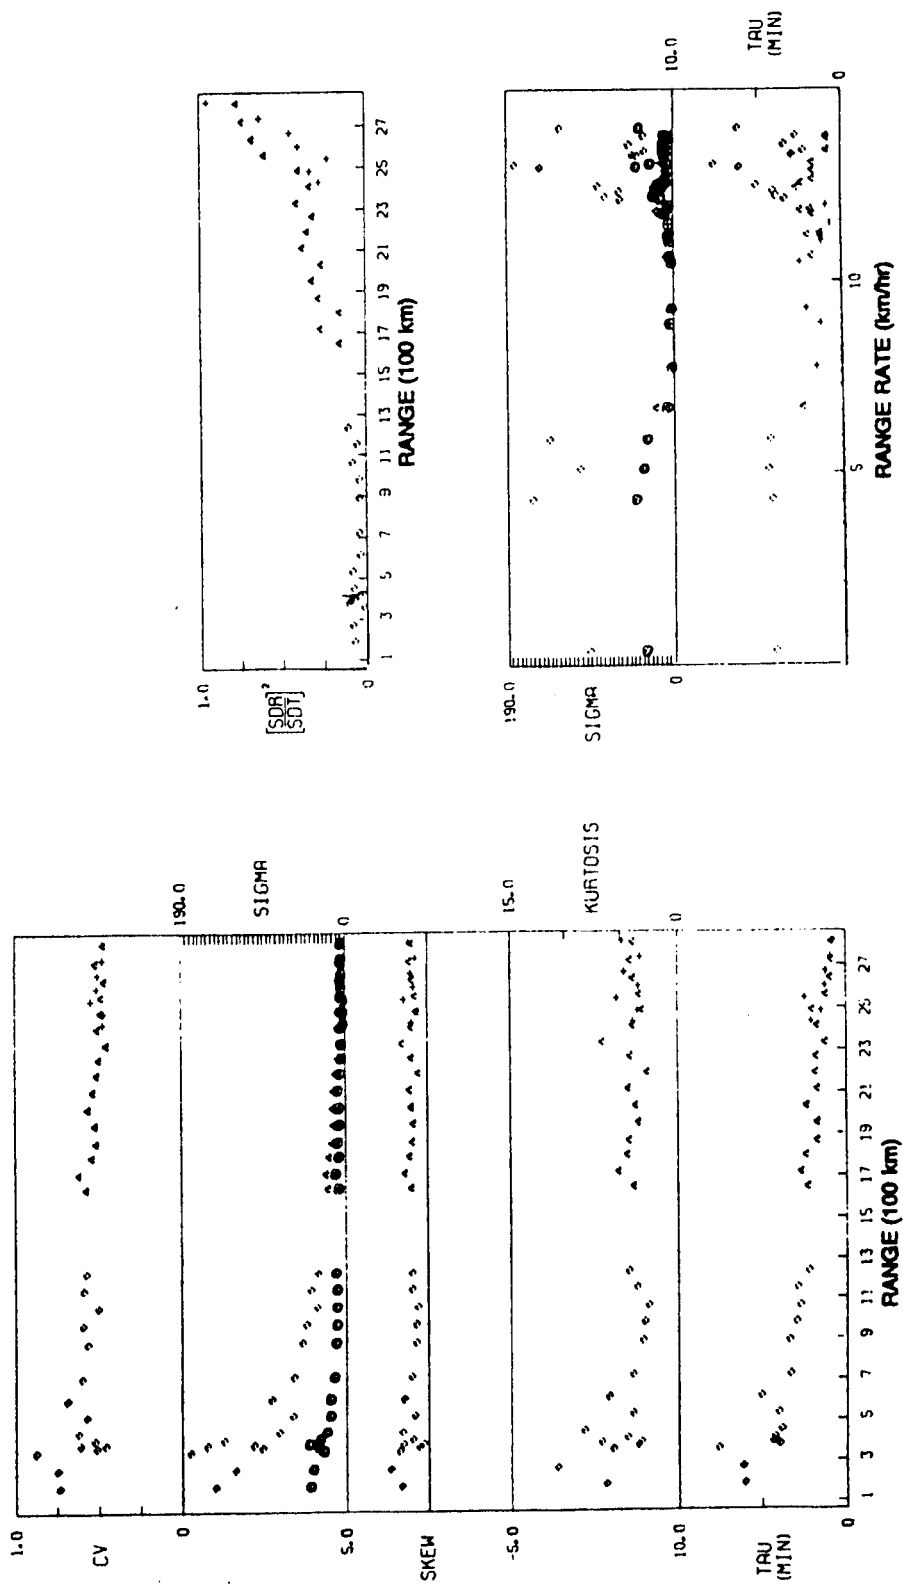 1.0
CV
0
190.0
SIGMA
5.0
0
SKEW
-5.0
15.0
KURTOSIS
10.0
0
TAU
(MIN)
0
1 3 5 7 9 11 13 15 17 19 21 23 25 27
RANGE (100 km)
1.0
[SDR]²
[SDT]
0
1 3 5 7 9 11 13 15 17 19 21 23 25 27
RANGE (100 km)
190.0
SIGMA
0
10.0
TAU
(MIN)
0
5 10
RANGE RATE (km/hr)